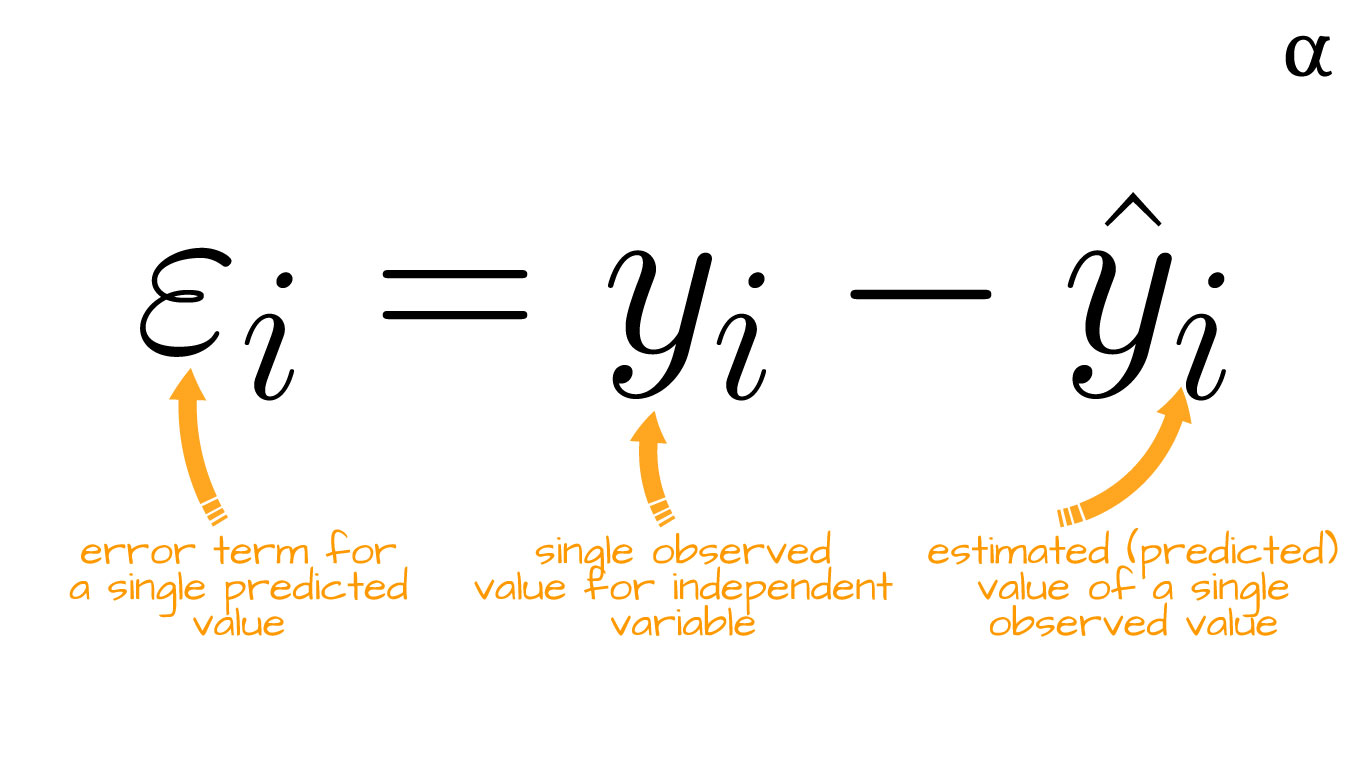 α
εᵢ = yᵢ − ŷᵢ
error term for
a single predicted
value
single observed
value for independent
variable
estimated (predicted)
value of a single
observed value